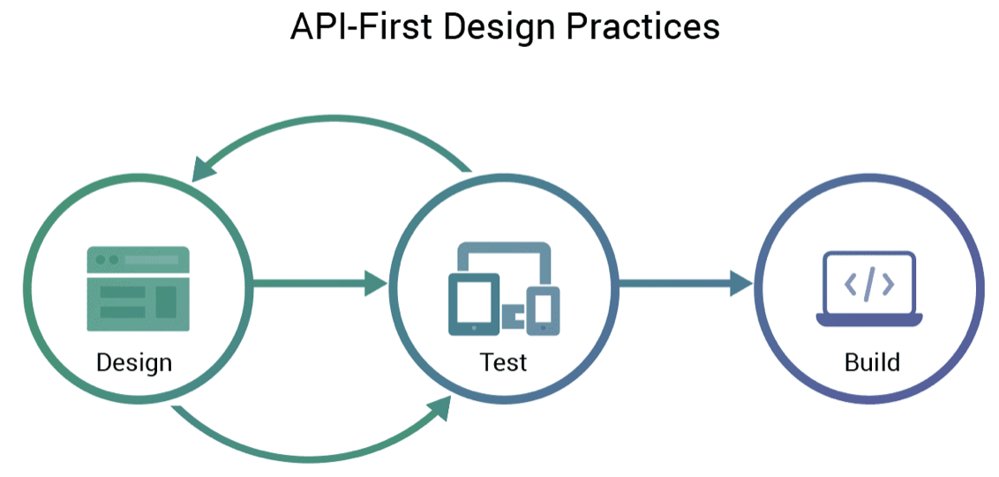 API-First Design Practices
Design
Test
Build